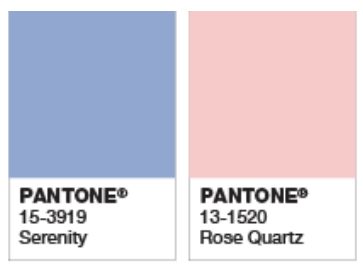 PANTONE®
15-3919
Serenity
PANTONE®
13-1520
Rose Quartz